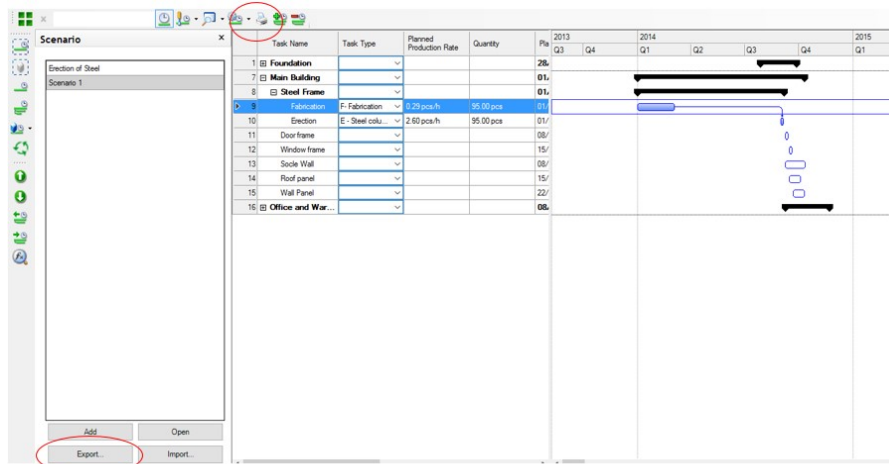 Scenario x
Erection of Steel
Scenario 1
Add Open
Export... Import...
Task Name Task Type Planned Production Rate Quantity Pla
2013 2014 2015
Q3 Q4 Q1 Q2 Q3 Q4 Q1
1 Foundation 28.
7 Main Building 01.
8 Steel Frame 01.
9 Fabrication F- Fabrication 0.29 pcs/h 95.00 pcs 01/
10 Erection E - Steel colu... 2.60 pcs/h 95.00 pcs 01/
11 Door frame 08/
12 Window frame 15/
13 Socle Wall 08/
14 Roof panel 15/
15 Wall Panel 22/
16 Office and War... 08.